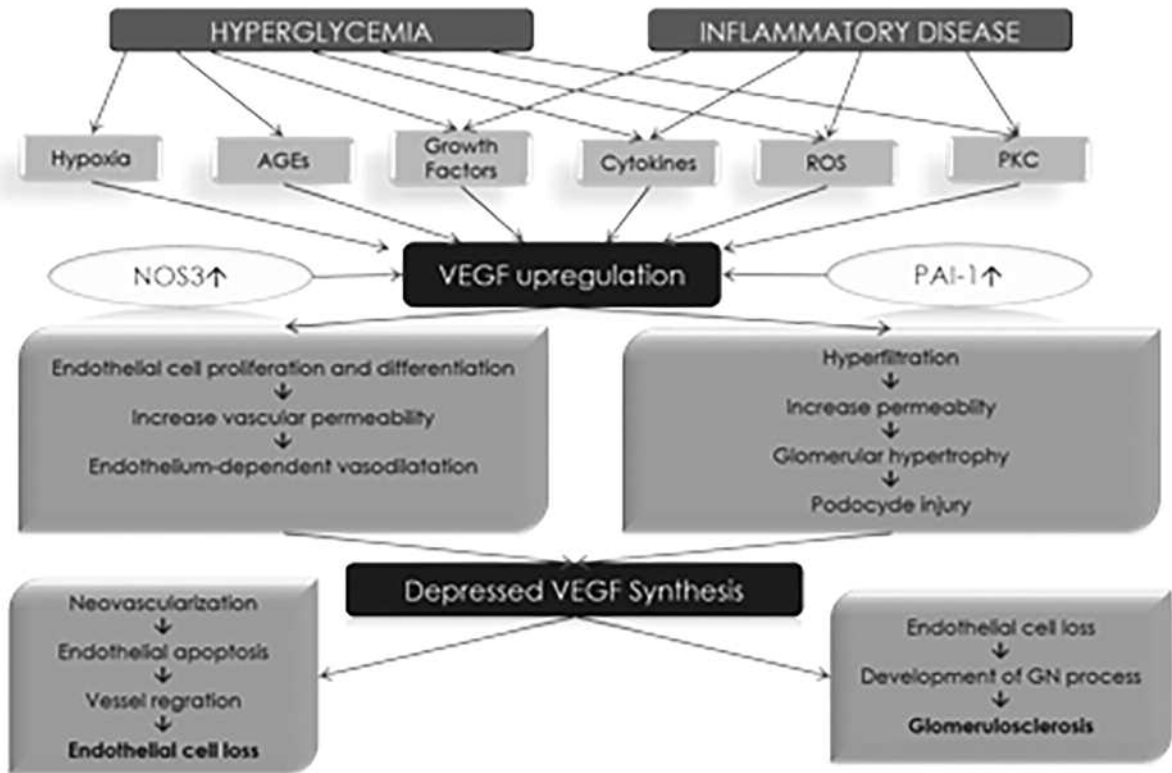 HYPERGLYCEMIA
INFLAMMATORY DISEASE
Hypoxia
AGEs
Growth
Factors
Cytokines
ROS
PKC
NOS3↑
VEGF upregulation
PAI-1↑
Endothelial cell proliferation and differentiation
↓
Increase vascular permeability
↓
Endothelium-dependent vasodilatation
Hyperfiltration
↓
Increase permeablity
↓
Glomerular hypertrophy
↓
Podocyde injury
Depressed VEGF Synthesis
Neovascularization
↓
Endothelial apoptosis
↓
Vessel regration
↓
Endothelial cell loss
Endothelial cell loss
↓
Development of GN process
↓
Glomerulosclerosis